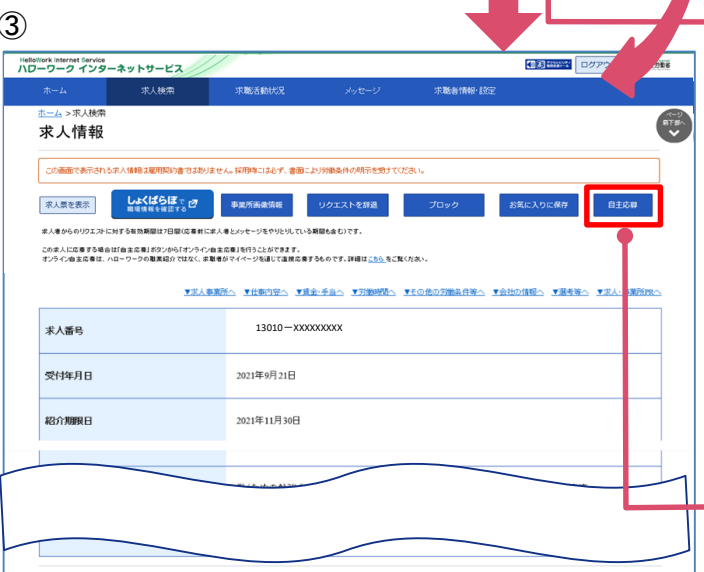 ③
HelloWork Internet Service
ハローワーク インターネットサービス
ログアウ
ホーム 求人検索 求職活動状況 メッセージ 求職者情報・設定
ホーム > 求人検索
求人情報
ページ
最下部へ
この画面で表示される求人情報は雇用契約書ではありません。採用時には必ず、書面により労働条件の明示を受けてください。
求人票を表示 しょくばらぼで 職場情報を確認する 事業所画像情報 リクエストを辞退 ブロック お気に入りに保存 自主応募
求人者からのリクエストに対する有効期間は7日間(応募前に求人者とメッセージをやりとりしている期間も含む)です。
この求人に応募する場合は「自主応募」ボタンから「オンライン自主応募」を行うことができます。
オンライン自主応募は、ハローワークの職業紹介ではなく、求職者がマイページを通じて直接応募するものです。詳細はこちら をご覧ください。
▼求人事業所へ ▼仕事内容へ ▼賃金・手当へ ▼労働時間へ ▼その他の労働条件等へ ▼会社の情報へ ▼選考等へ ▼求人・事業所PRへ
求人番号 13010ーXXXXXXXXX
受付年月日 2021年9月21日
紹介期限日 2021年11月30日